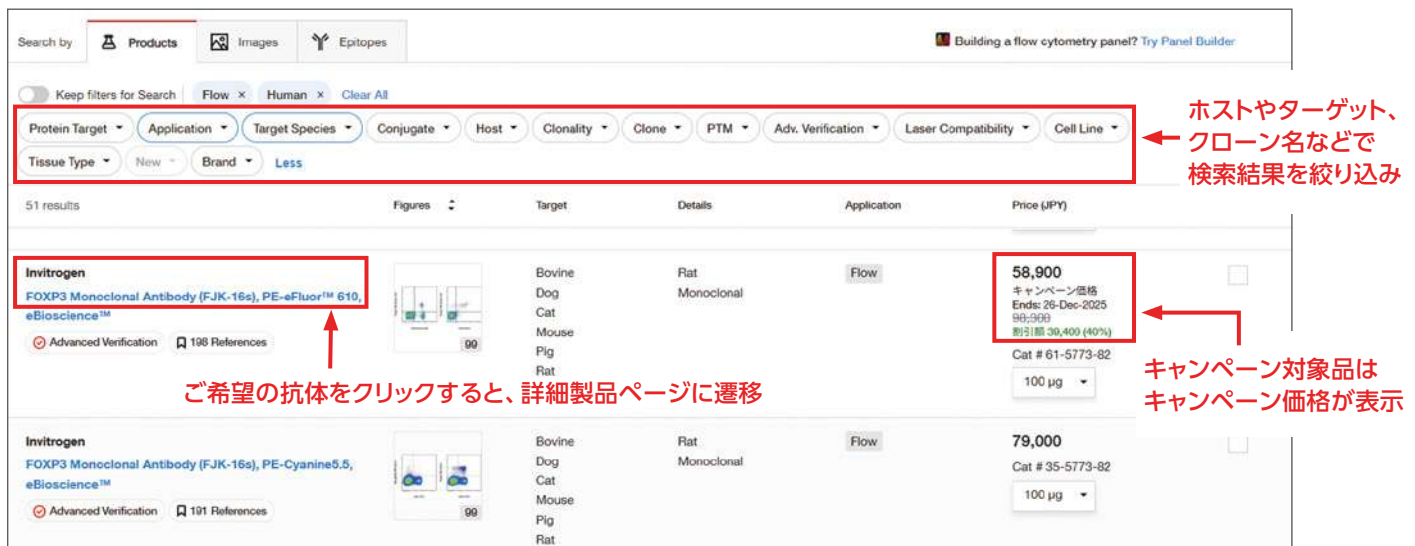 Search by Products Images Epitopes Building a flow cytometry panel? Try Panel Builder
Keep filters for Search Flow × Human × Clear All
Protein Target Application Target Species Conjugate Host Clonality Clone PTM Adv. Verification Laser Compatibility Cell Line
Tissue Type New Brand Less
ホストやターゲット、
クローン名などで
検索結果を絞り込み
51 results Figures Target Details Application Price (JPY)
Invitrogen
FOXP3 Monoclonal Antibody (FJK-16s), PE-eFluor™ 610,
eBioscience™
Advanced Verification 198 References
99
Bovine
Dog
Cat
Mouse
Pig
Rat
Rat
Monoclonal
Flow
58,900
キャンペーン価格
Ends: 26-Dec-2025
98,300
割引額 39,400 (40%)
Cat # 61-5773-82
100 μg
ご希望の抗体をクリックすると、詳細製品ページに遷移
キャンペーン対象品は
キャンペーン価格が表示
Invitrogen
FOXP3 Monoclonal Antibody (FJK-16s), PE-Cyanine5.5,
eBioscience™
Advanced Verification 191 References
99
Bovine
Dog
Cat
Mouse
Pig
Rat
Rat
Monoclonal
Flow
79,000
Cat # 35-5773-82
100 μg